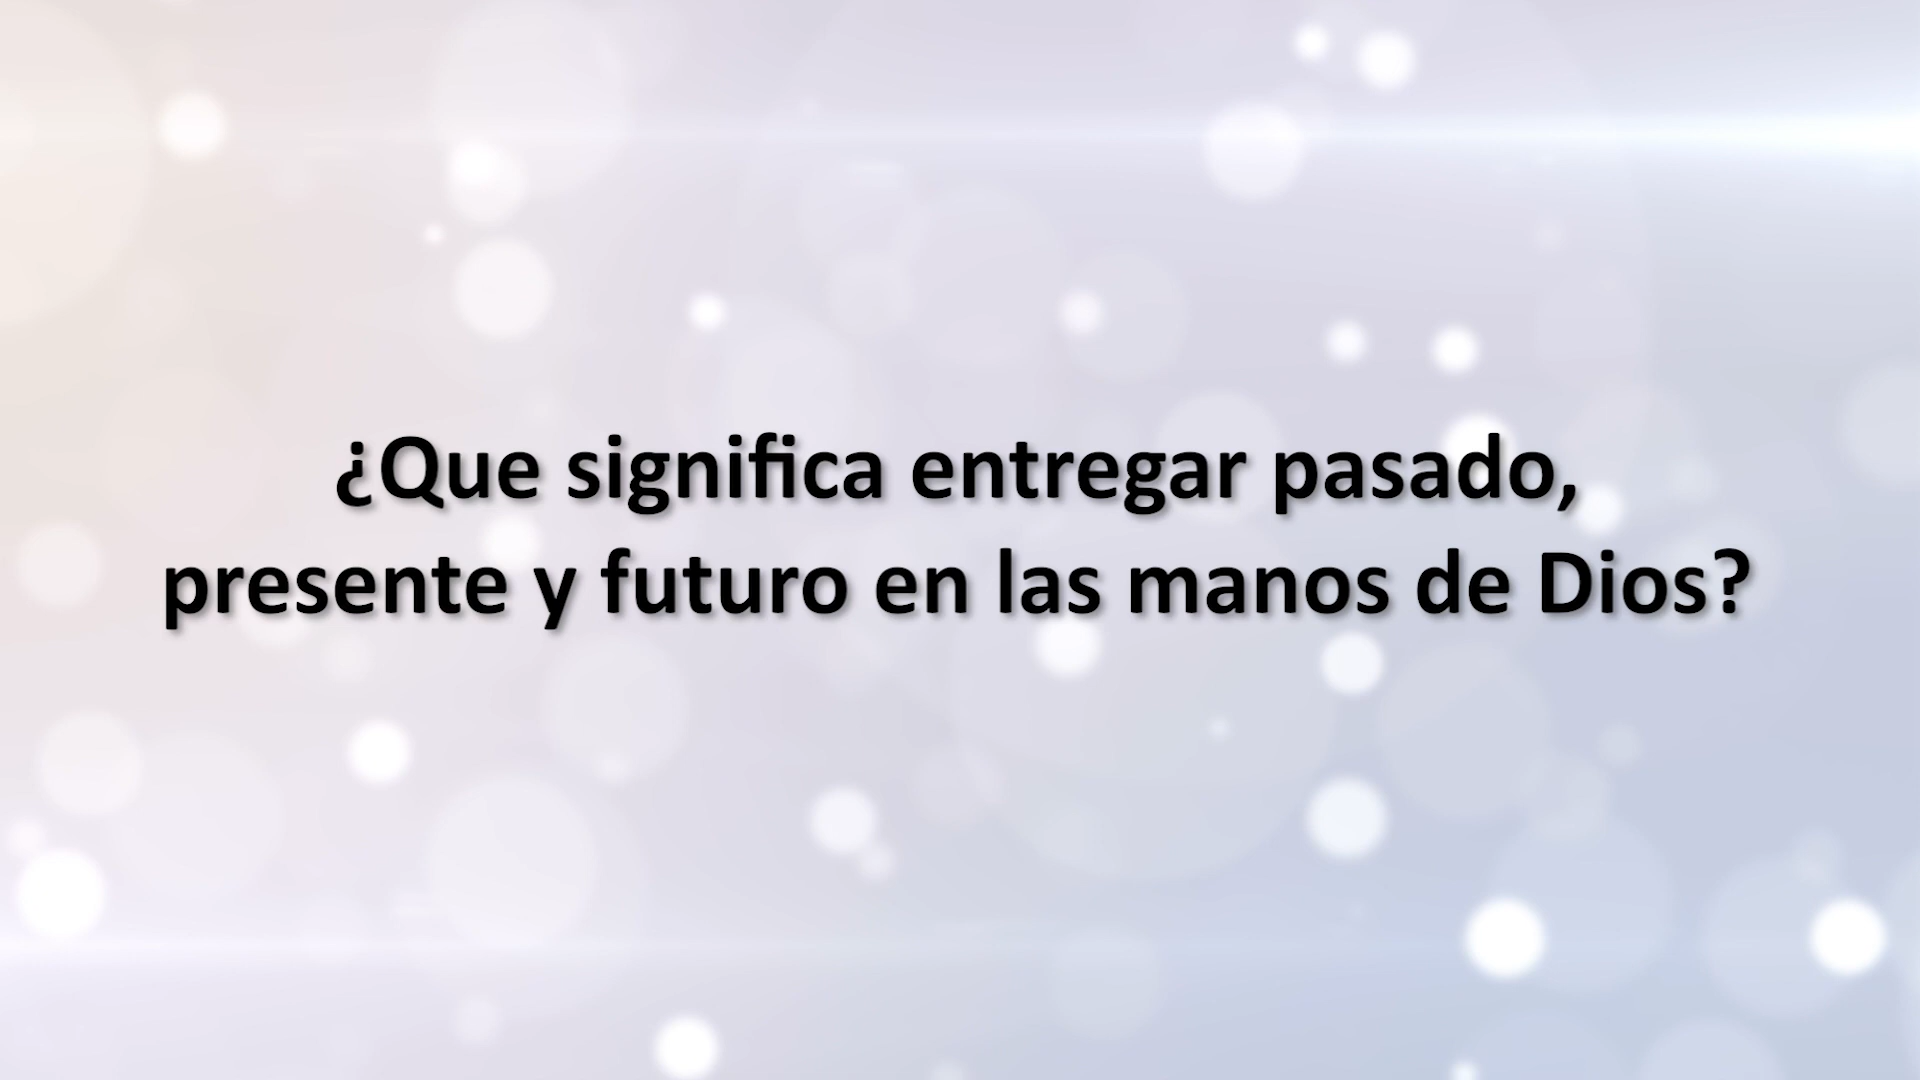 ¿Que significa entregar pasado,
presente y futuro en las manos de Dios?